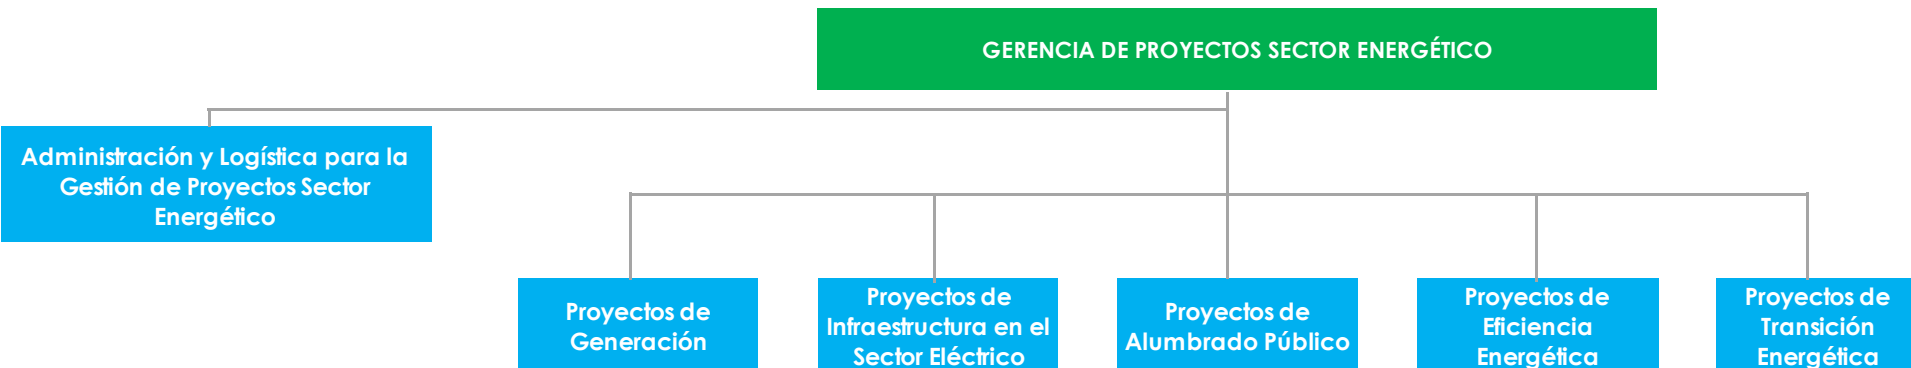 GERENCIA DE PROYECTOS SECTOR ENERGÉTICO
Administración y Logística para la
Gestión de Proyectos Sector
Energético
Proyectos de
Generación
Proyectos de
Infraestructura en el
Sector Eléctrico
Proyectos de
Alumbrado Público
Proyectos de
Eficiencia
Energética
Proyectos de
Transición
Energética